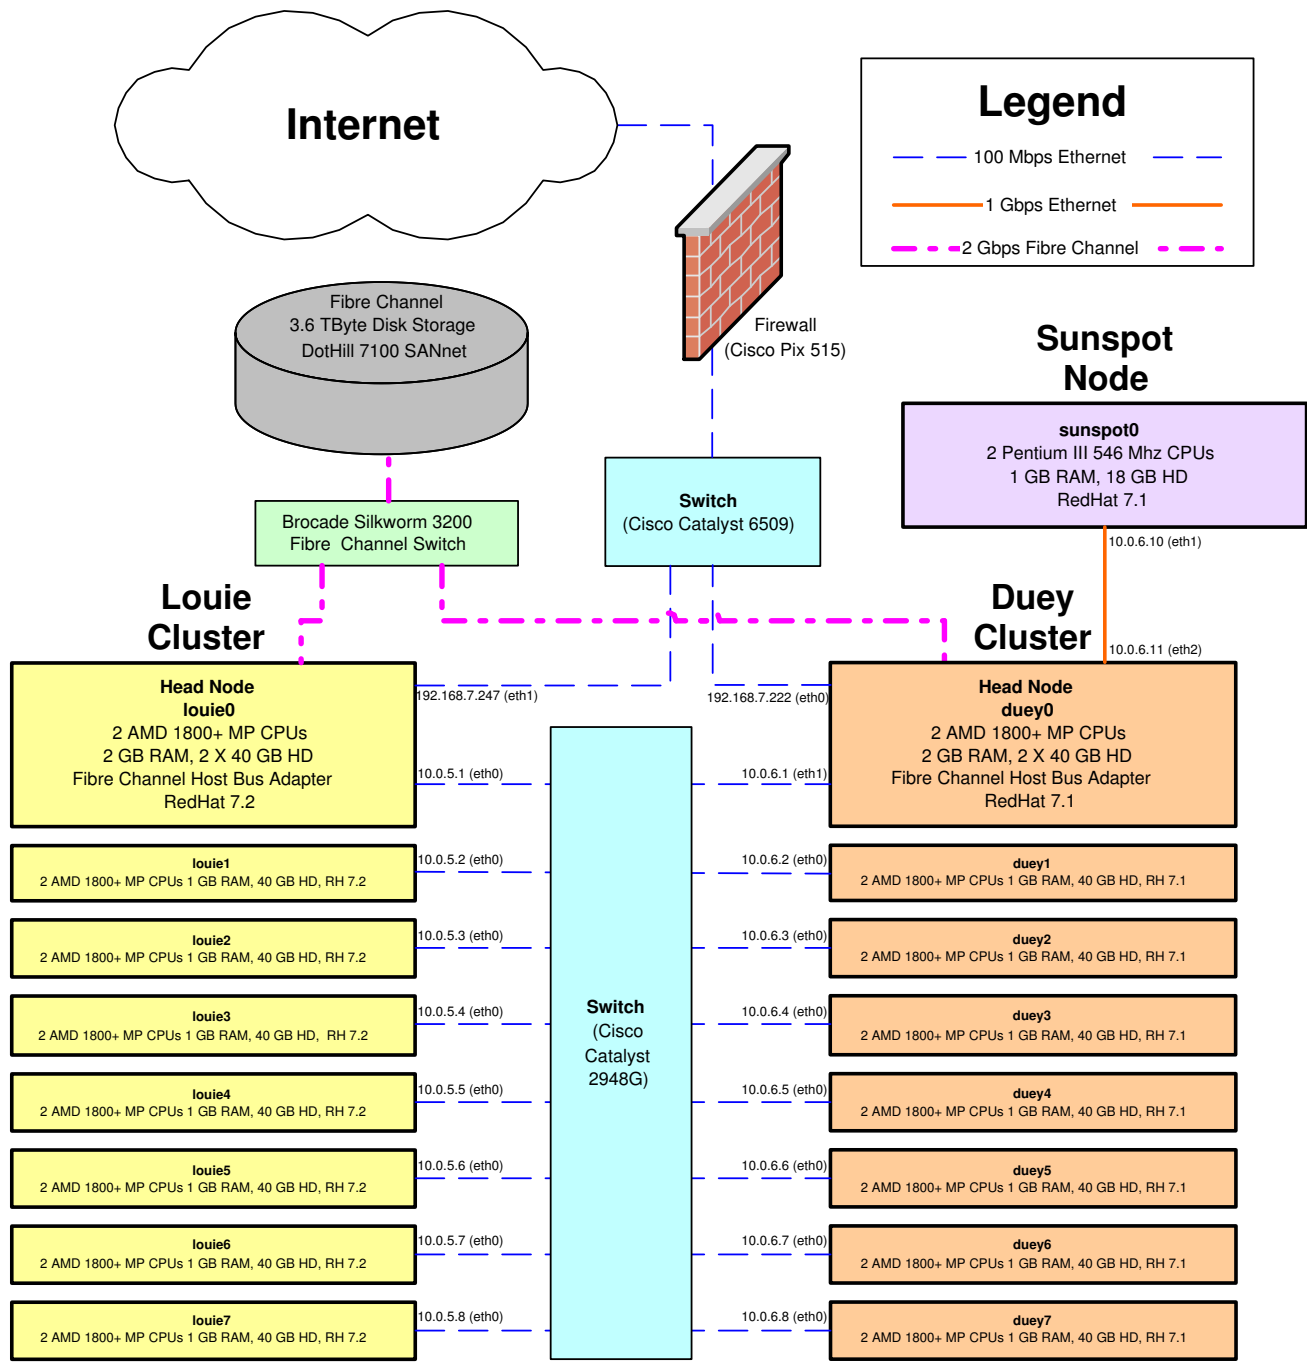 Internet
Legend
100 Mbps Ethernet
1 Gbps Ethernet
2 Gbps Fibre Channel
Fibre Channel
3.6 TByte Disk Storage
DotHill 7100 SANnet
Firewall
(Cisco Pix 515)
Sunspot
Node
sunspot0
2 Pentium III 546 Mhz CPUs
1 GB RAM, 18 GB HD
RedHat 7.1
Switch
(Cisco Catalyst 6509)
Brocade Silkworm 3200
Fibre Channel Switch
10.0.6.10 (eth1)
Louie
Cluster
Duey
Cluster
10.0.6.11 (eth2)
Head Node
louie0
2 AMD 1800+ MP CPUs
2 GB RAM, 2 X 40 GB HD
Fibre Channel Host Bus Adapter
RedHat 7.2
192.168.7.247 (eth1)
10.0.5.1 (eth0)
192.168.7.222 (eth0)
10.0.6.1 (eth1)
Head Node
duey0
2 AMD 1800+ MP CPUs
2 GB RAM, 2 X 40 GB HD
Fibre Channel Host Bus Adapter
RedHat 7.1
louie1
2 AMD 1800+ MP CPUs 1 GB RAM, 40 GB HD, RH 7.2
10.0.5.2 (eth0)
10.0.6.2 (eth0)
duey1
2 AMD 1800+ MP CPUs 1 GB RAM, 40 GB HD, RH 7.1
louie2
2 AMD 1800+ MP CPUs 1 GB RAM, 40 GB HD, RH 7.2
10.0.5.3 (eth0)
10.0.6.3 (eth0)
duey2
2 AMD 1800+ MP CPUs 1 GB RAM, 40 GB HD, RH 7.1
louie3
2 AMD 1800+ MP CPUs 1 GB RAM, 40 GB HD, RH 7.2
10.0.5.4 (eth0)
Switch
(Cisco
Catalyst
2948G)
10.0.6.4 (eth0)
duey3
2 AMD 1800+ MP CPUs 1 GB RAM, 40 GB HD, RH 7.1
louie4
2 AMD 1800+ MP CPUs 1 GB RAM, 40 GB HD, RH 7.2
10.0.5.5 (eth0)
10.0.6.5 (eth0)
duey4
2 AMD 1800+ MP CPUs 1 GB RAM, 40 GB HD, RH 7.1
louie5
2 AMD 1800+ MP CPUs 1 GB RAM, 40 GB HD, RH 7.2
10.0.5.6 (eth0)
10.0.6.6 (eth0)
duey5
2 AMD 1800+ MP CPUs 1 GB RAM, 40 GB HD, RH 7.1
louie6
2 AMD 1800+ MP CPUs 1 GB RAM, 40 GB HD, RH 7.2
10.0.5.7 (eth0)
10.0.6.7 (eth0)
duey6
2 AMD 1800+ MP CPUs 1 GB RAM, 40 GB HD, RH 7.1
louie7
2 AMD 1800+ MP CPUs 1 GB RAM, 40 GB HD, RH 7.2
10.0.5.8 (eth0)
10.0.6.8 (eth0)
duey7
2 AMD 1800+ MP CPUs 1 GB RAM, 40 GB HD, RH 7.1